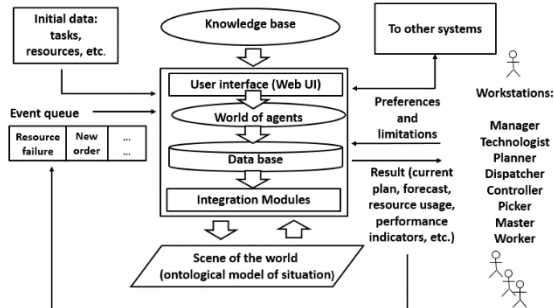 Initial data:
tasks,
resources, etc.
Knowledge base
To other systems
User interface (Web UI)
World of agents
Data base
Integration Modules
Event queue
Resource
failure
New
order
...
...
Preferences
and
limitations
Result (current
plan, forecast,
resource usage,
performance
indicators, etc.)
Workstations:
Manager
Technologist
Planner
Dispatcher
Controller
Picker
Master
Worker
Scene of the world
(ontological model of situation)